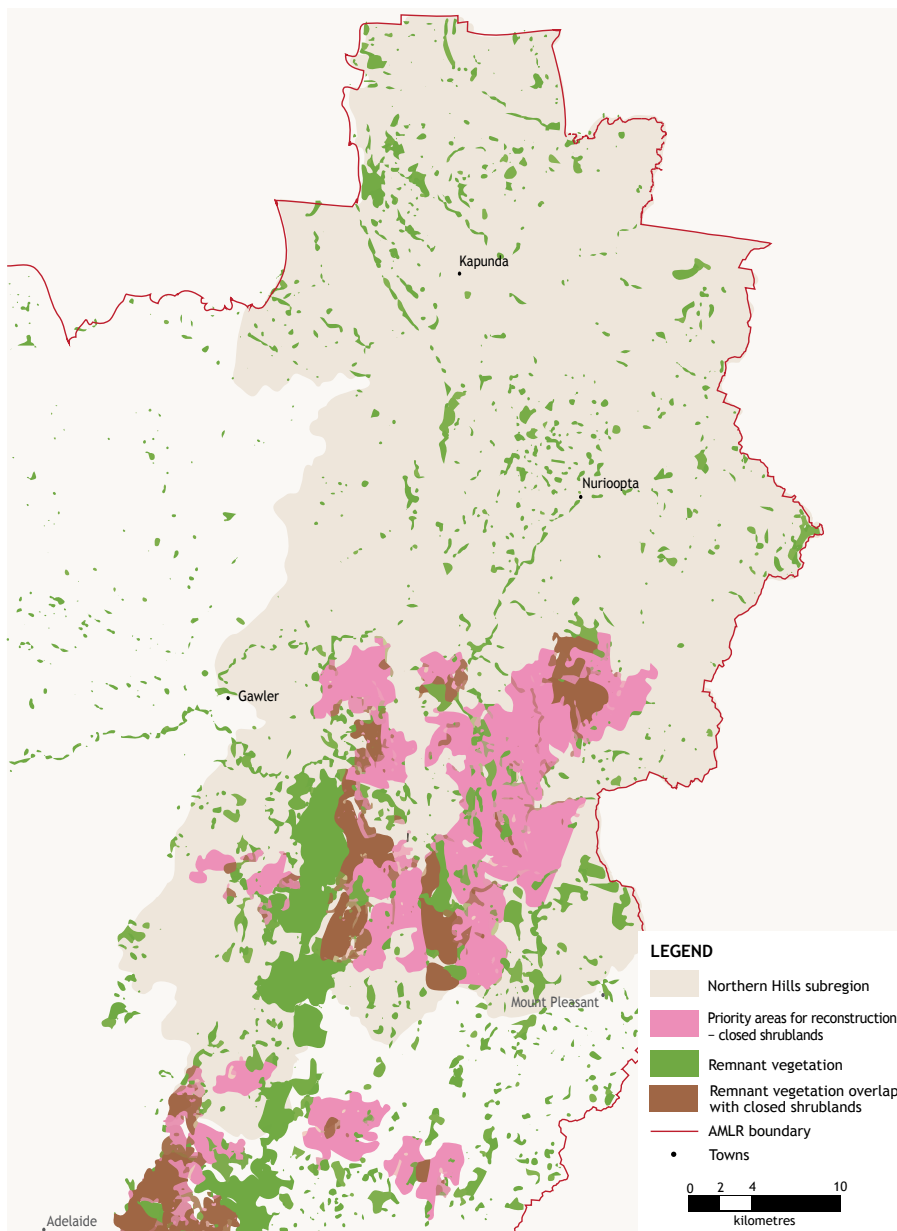 Kapunda
Nurioopta
Gawler
Mount Pleasant
Adelaide
LEGEND
Northern Hills subregion
Priority areas for reconstruction
– closed shrublands
Remnant vegetation
Remnant vegetation overlap
with closed shrublands
AMLR boundary
Towns
0 2 4 10
kilometres